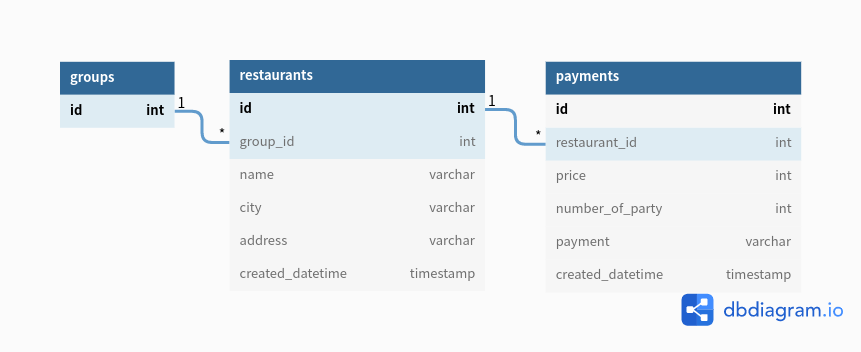 groups
id int
1
*
restaurants
id int
group_id int
name varchar
city varchar
address varchar
created_datetime timestamp
1
*
payments
id int
restaurant_id int
price int
number_of_party int
payment varchar
created_datetime timestamp
dbdiagram.io